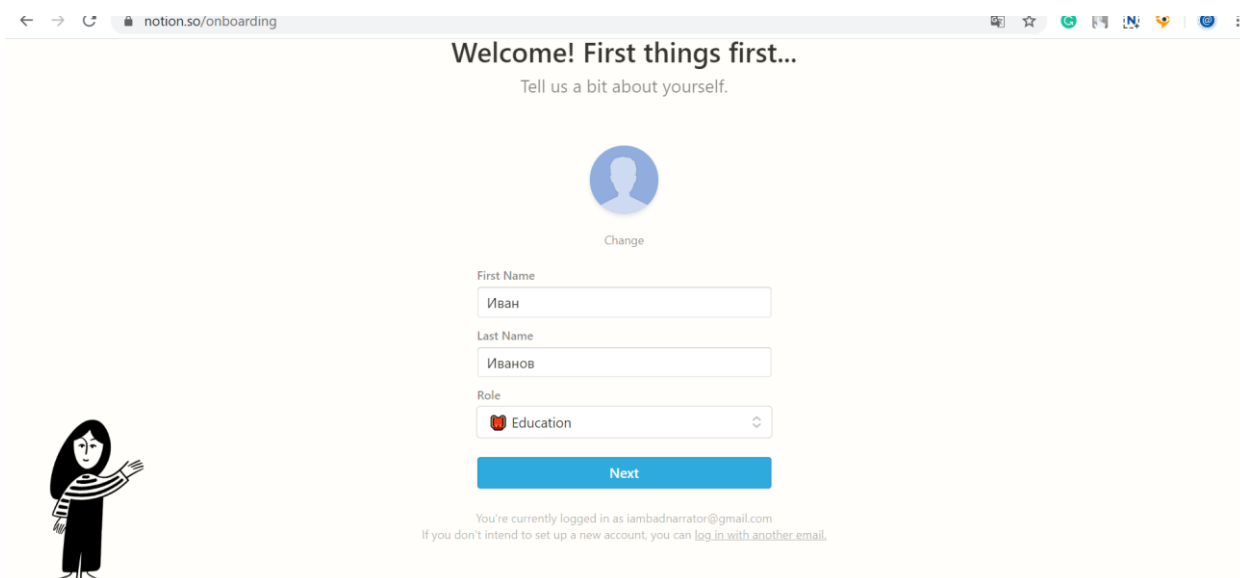 notion.so/onboarding
Welcome! First things first...
Tell us a bit about yourself.
Change
First Name
Иван
Last Name
Иванов
Role
Education
Next
You're currently logged in as iambadnarrator@gmail.com
If you don't intend to set up a new account, you can log in with another email.